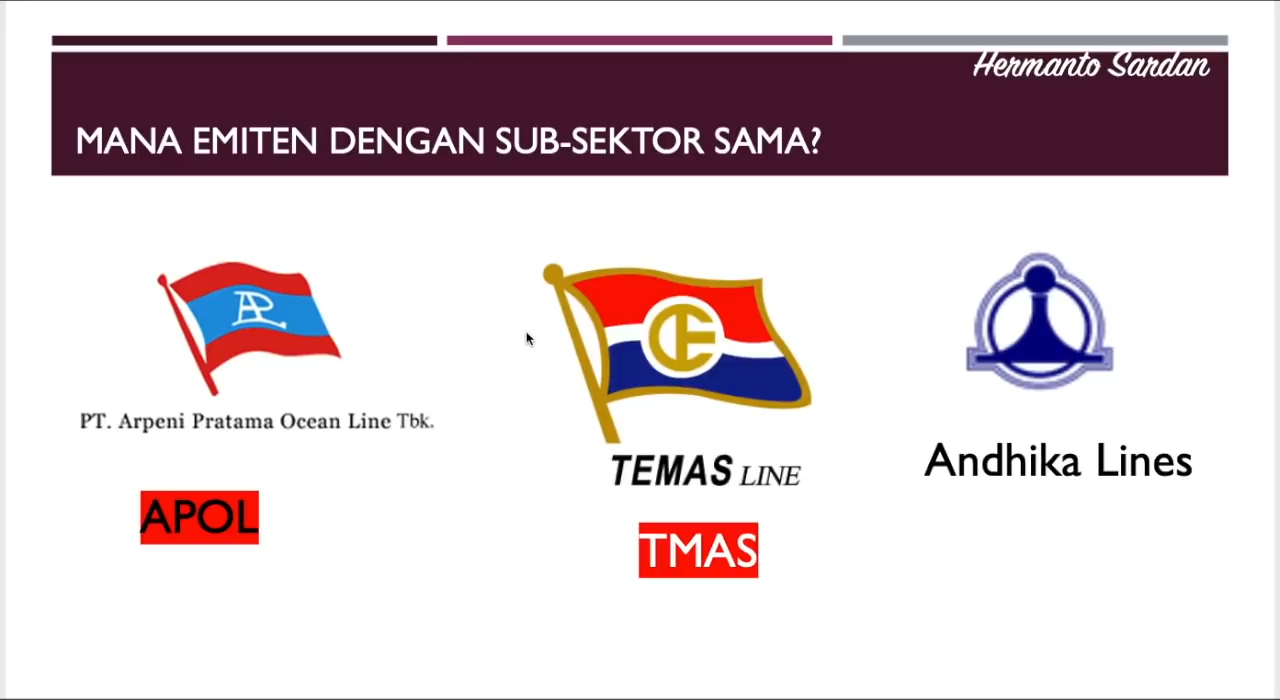 Hermanto Sardan
MANA EMITEN DENGAN SUB-SEKTOR SAMA?
APL
PT. Arpeni Pratama Ocean Line Tbk.
APOL
TEMAS LINE
TMAS
Andhika Lines